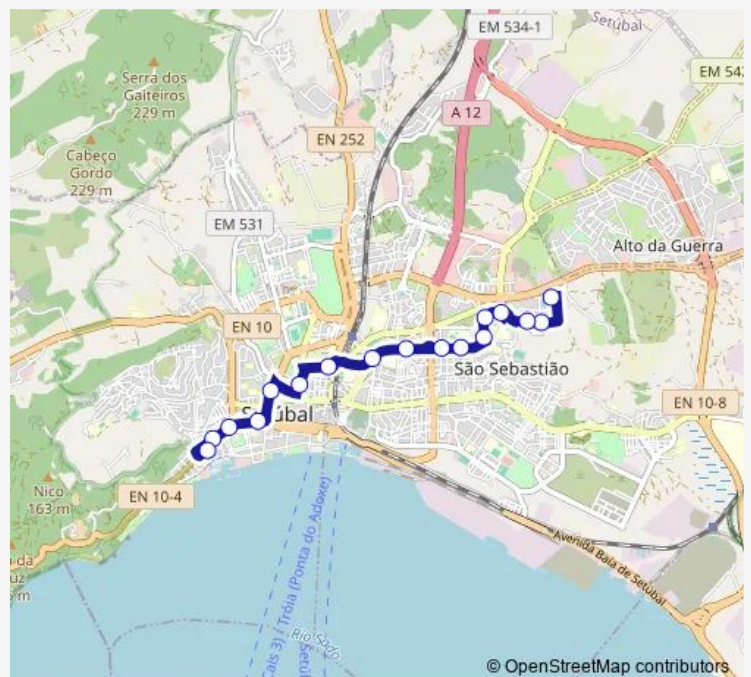 EM 534-1
Setúbal
Serra dos
Gaiteiros
229 m
EM 54
A 12
EN 252
Cabeço
Gordo
229 m
EM 531
Alto da Guerra
EN 10
São Sebastião
EN 10-8
Nico
163 m
EN 10-4
Avenida Baía de Setúbal
Cais 3) - Tróia (Ponta do Adoxe)
Rio Sado
Setúb
© OpenStreetMap contributors